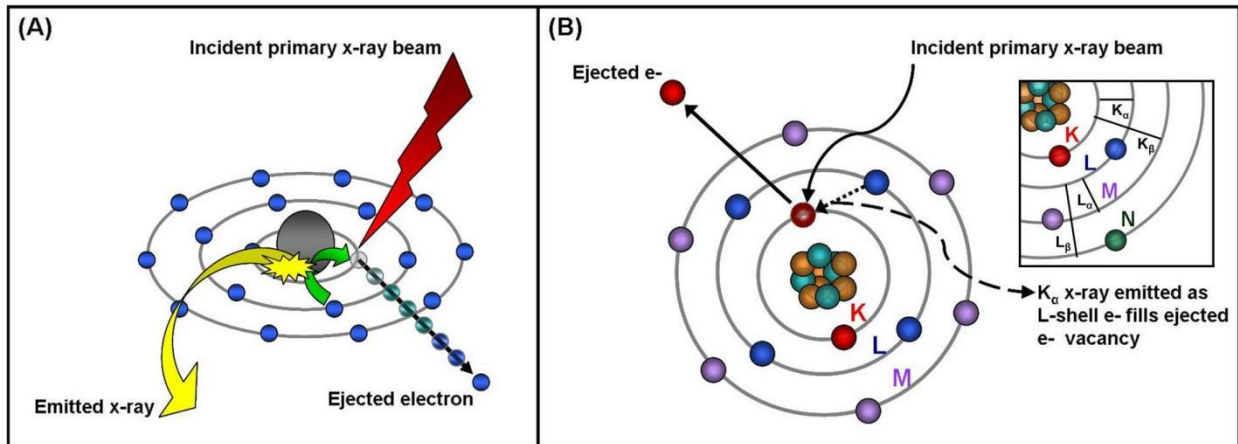 (A)
Incident primary x-ray beam
Emitted x-ray
Ejected electron
(B)
Incident primary x-ray beam
Ejected e-
K
L
M
Kα x-ray emitted as
L-shell e- fills ejected
e- vacancy
Kα
K
Kβ
L
Lα
M
Lβ
N